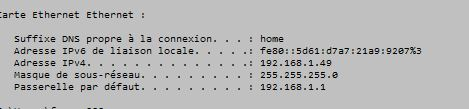 Carte Ethernet Ethernet :
Suffixe DNS propre à la connexion. . . : home
Adresse IPv6 de liaison locale. . . . .: fe80::5d61:d7a7:21a9:9207%3
Adresse IPv4. . . . . . . . . . . . . .: 192.168.1.49
Masque de sous-réseau. . . . . . . . . : 255.255.255.0
Passerelle par défaut. . . . . . . . . : 192.168.1.1